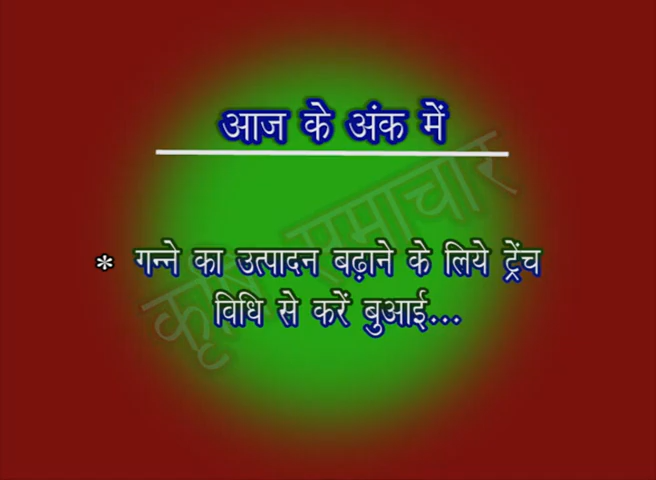 आज के अंक में
कृषि समाचार
* गन्ने का उत्पादन बढ़ाने के लिये ट्रेंच
विधि से करें बुआई...